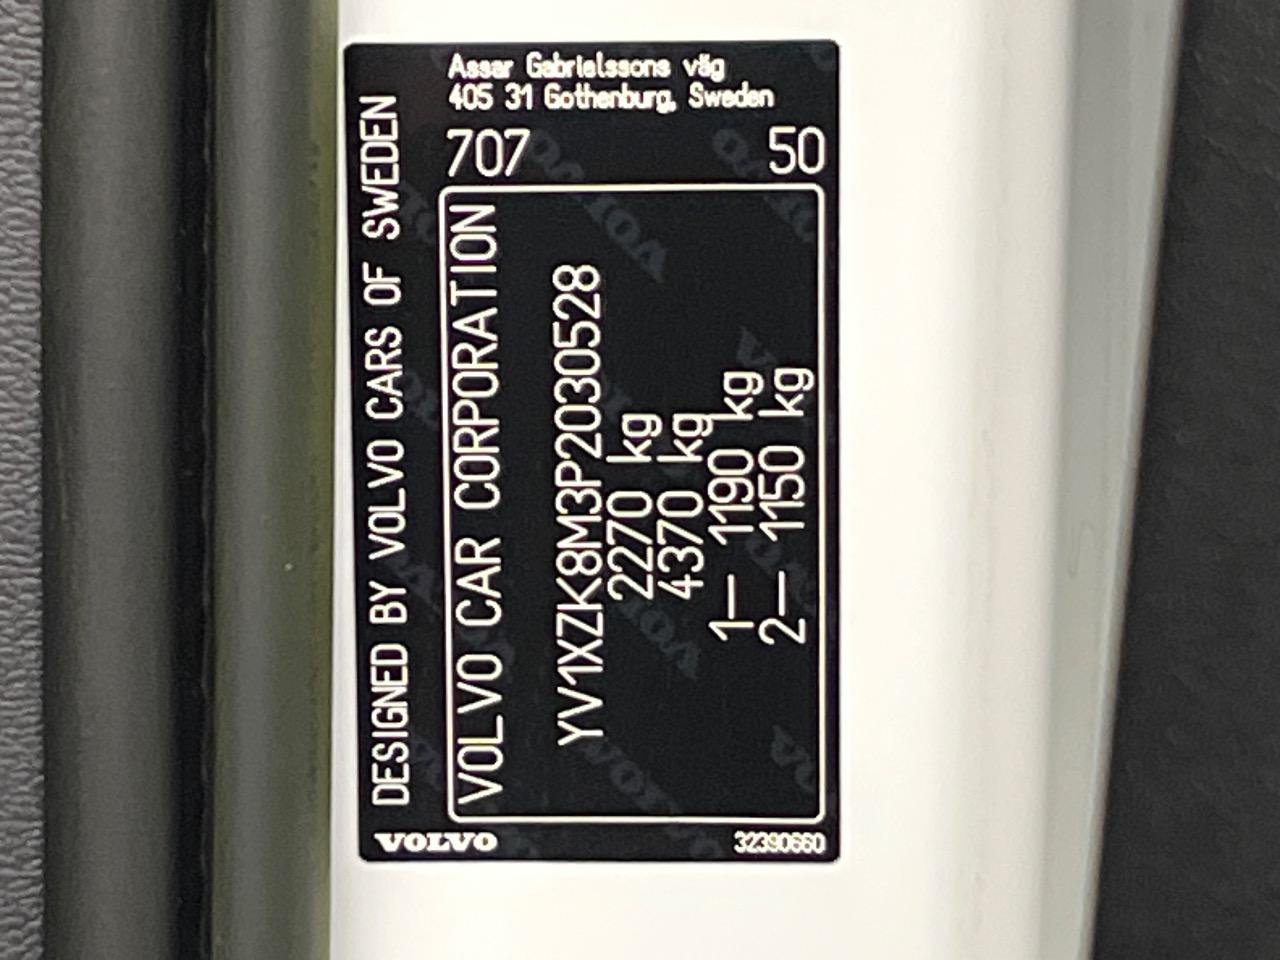 Assar Gabrielssons väg
405 31 Gothenburg, Sweden
707 50
DESIGNED BY VOLVO CARS OF SWEDEN
VOLVO CAR CORPORATION
YV1XZK8M3P2030528
2270 kg
4370 kg
1– 1190 kg
2– 1150 kg
VOLVO
32390660